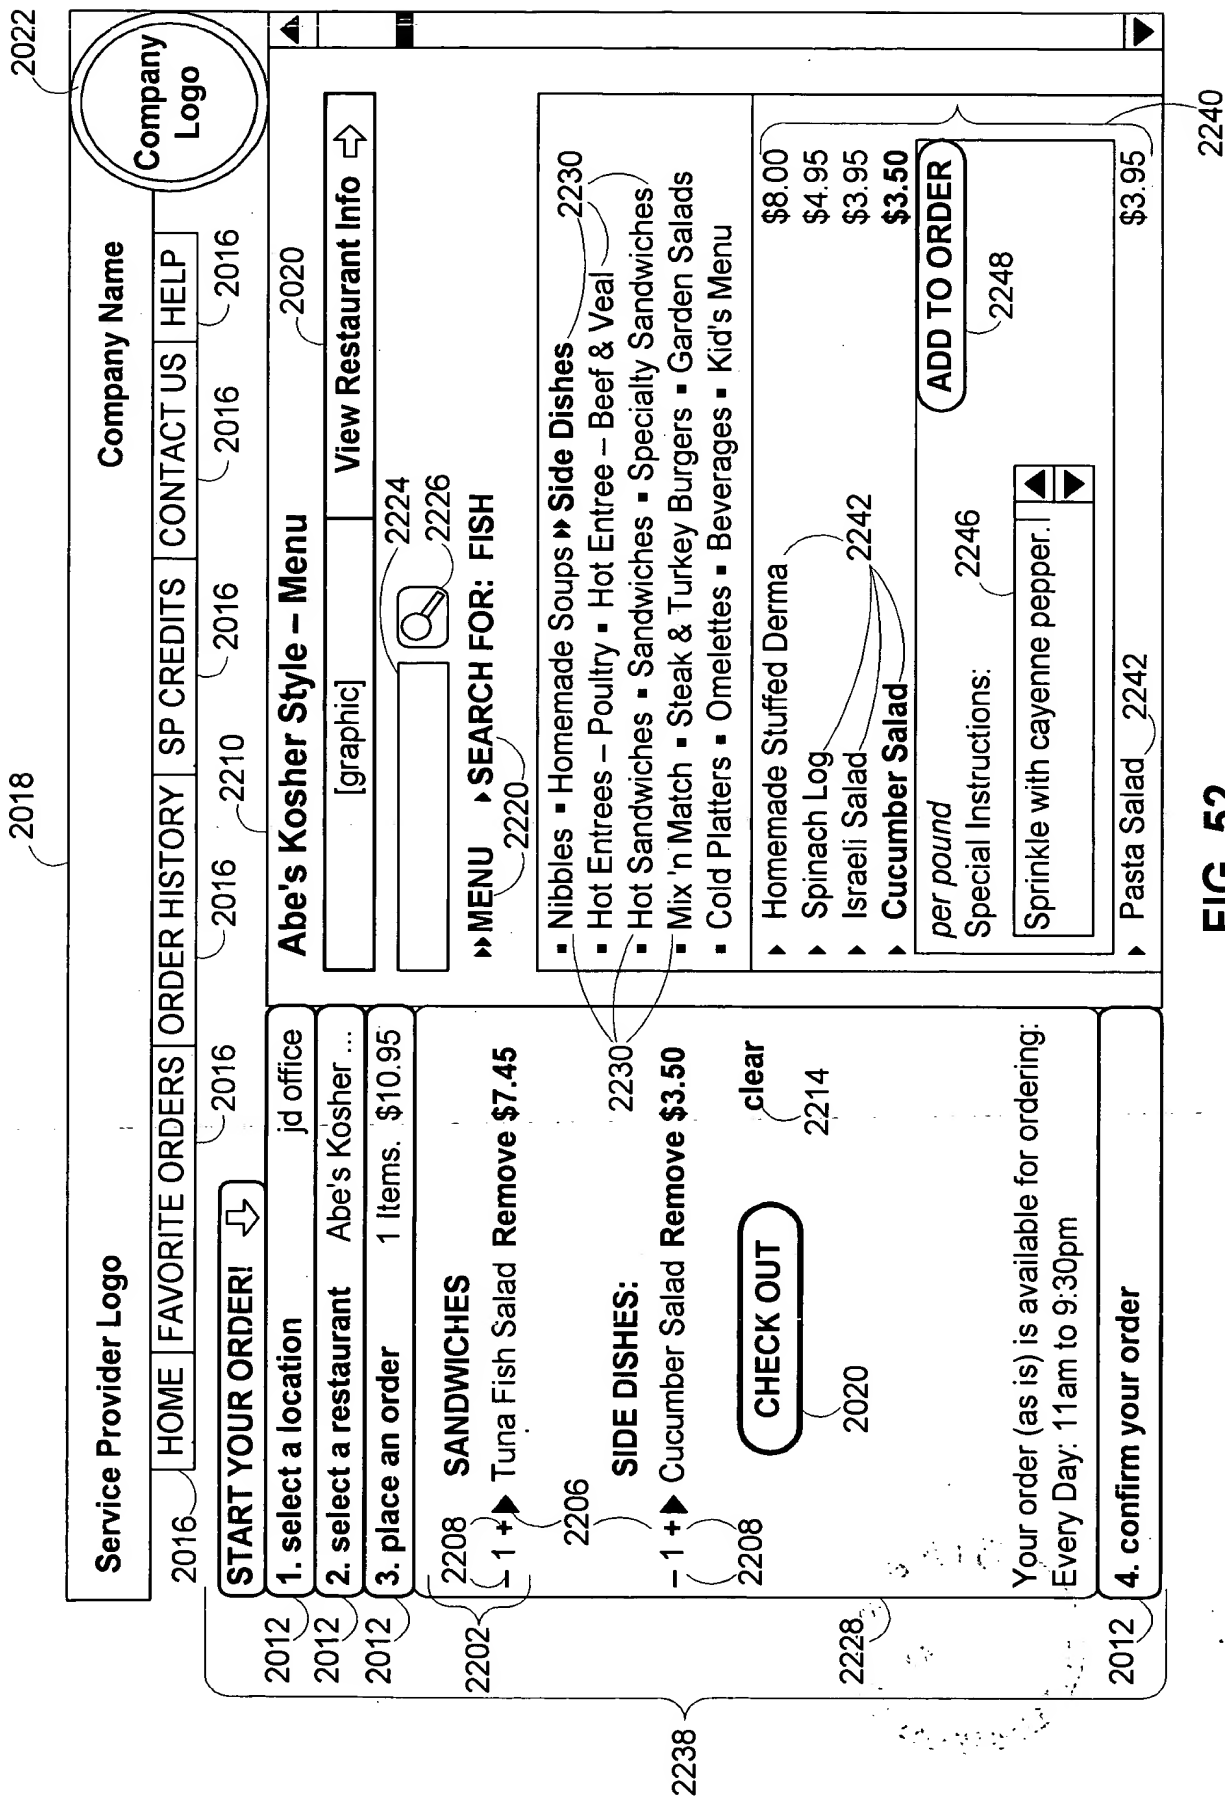 2018
2022
Service Provider Logo
Company Name
Company
Logo
HOME FAVORITE ORDERS ORDER HISTORY SP CREDITS CONTACT US HELP
2016
2016
2016
2016
2016
2016
START YOUR ORDER!
2012
1. select a location jd office
2012
2. select a restaurant Abe's Kosher ...
2012
3. place an order 1 Items. $10.95
2202
2208
SANDWICHES
– 1 + Tuna Fish Salad Remove $7.45
2206
SIDE DISHES:
– 1 + Cucumber Salad Remove $3.50
2208
CHECK OUT
2020
clear
2214
2228
Your order (as is) is available for ordering:
Every Day: 11am to 9:30pm
2012
4. confirm your order
2238
2210
Abe's Kosher Style – Menu
2020
[graphic]
View Restaurant Info
2224
2226
MENU SEARCH FOR: FISH
2220
▪ Nibbles ▪ Homemade Soups Side Dishes
2230
▪ Hot Entrees – Poultry ▪ Hot Entree – Beef & Veal
▪ Hot Sandwiches ▪ Sandwiches ▪ Specialty Sandwiches
▪ Mix 'n Match ▪ Steak & Turkey Burgers ▪ Garden Salads
▪ Cold Platters ▪ Omelettes ▪ Beverages ▪ Kid's Menu
2230
Homemade Stuffed Derma $8.00
Spinach Log $4.95
2242
Israeli Salad $3.95
Cucumber Salad $3.50
per pound
ADD TO ORDER
Special Instructions:
2246
2248
Sprinkle with cayenne pepper.
Pasta Salad 2242 $3.95
2240
FIG. 52